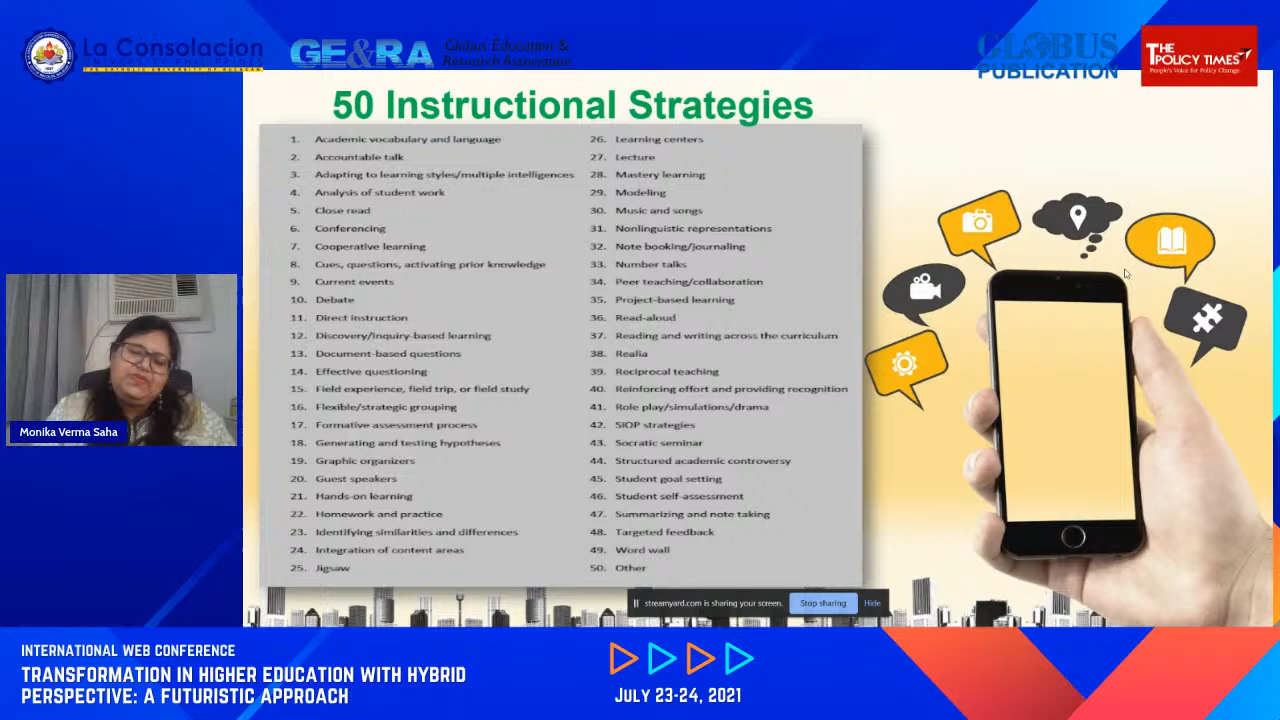 La Consolacion
UNIVERSITY PHILIPPINES
THE CATHOLIC UNIVERSITY OF BULACAN
GE&RA
Globus Education &
Research Association
GLOBUS
PUBLICATION
THE
POLICY TIMES
People's Voice for Policy Change
50 Instructional Strategies
1. Academic vocabulary and language
2. Accountable talk
3. Adapting to learning styles/multiple intelligences
4. Analysis of student work
5. Close read
6. Conferencing
7. Cooperative learning
8. Cues, questions, activating prior knowledge
9. Current events
10. Debate
11. Direct instruction
12. Discovery/Inquiry-based learning
13. Document-based questions
14. Effective questioning
15. Field experience, field trip, or field study
16. Flexible/strategic grouping
17. Formative assessment process
18. Generating and testing hypotheses
19. Graphic organizers
20. Guest speakers
21. Hands-on learning
22. Homework and practice
23. Identifying similarities and differences
24. Integration of content areas
25. Jigsaw
26. Learning centers
27. Lecture
28. Mastery learning
29. Modeling
30. Music and songs
31. Nonlinguistic representations
32. Note booking/journaling
33. Number talks
34. Peer teaching/collaboration
35. Project-based learning
36. Read-aloud
37. Reading and writing across the curriculum
38. Realia
39. Reciprocal teaching
40. Reinforcing effort and providing recognition
41. Role play/simulations/drama
42. SIOP strategies
43. Socratic seminar
44. Structured academic controversy
45. Student goal setting
46. Student self-assessment
47. Summarizing and note taking
48. Targeted feedback
49. Word wall
50. Other
Monika Verma Saha
streamyard.com is sharing your screen. Stop sharing Hide
INTERNATIONAL WEB CONFERENCE
TRANSFORMATION IN HIGHER EDUCATION WITH HYBRID
PERSPECTIVE: A FUTURISTIC APPROACH
JULY 23-24, 2021